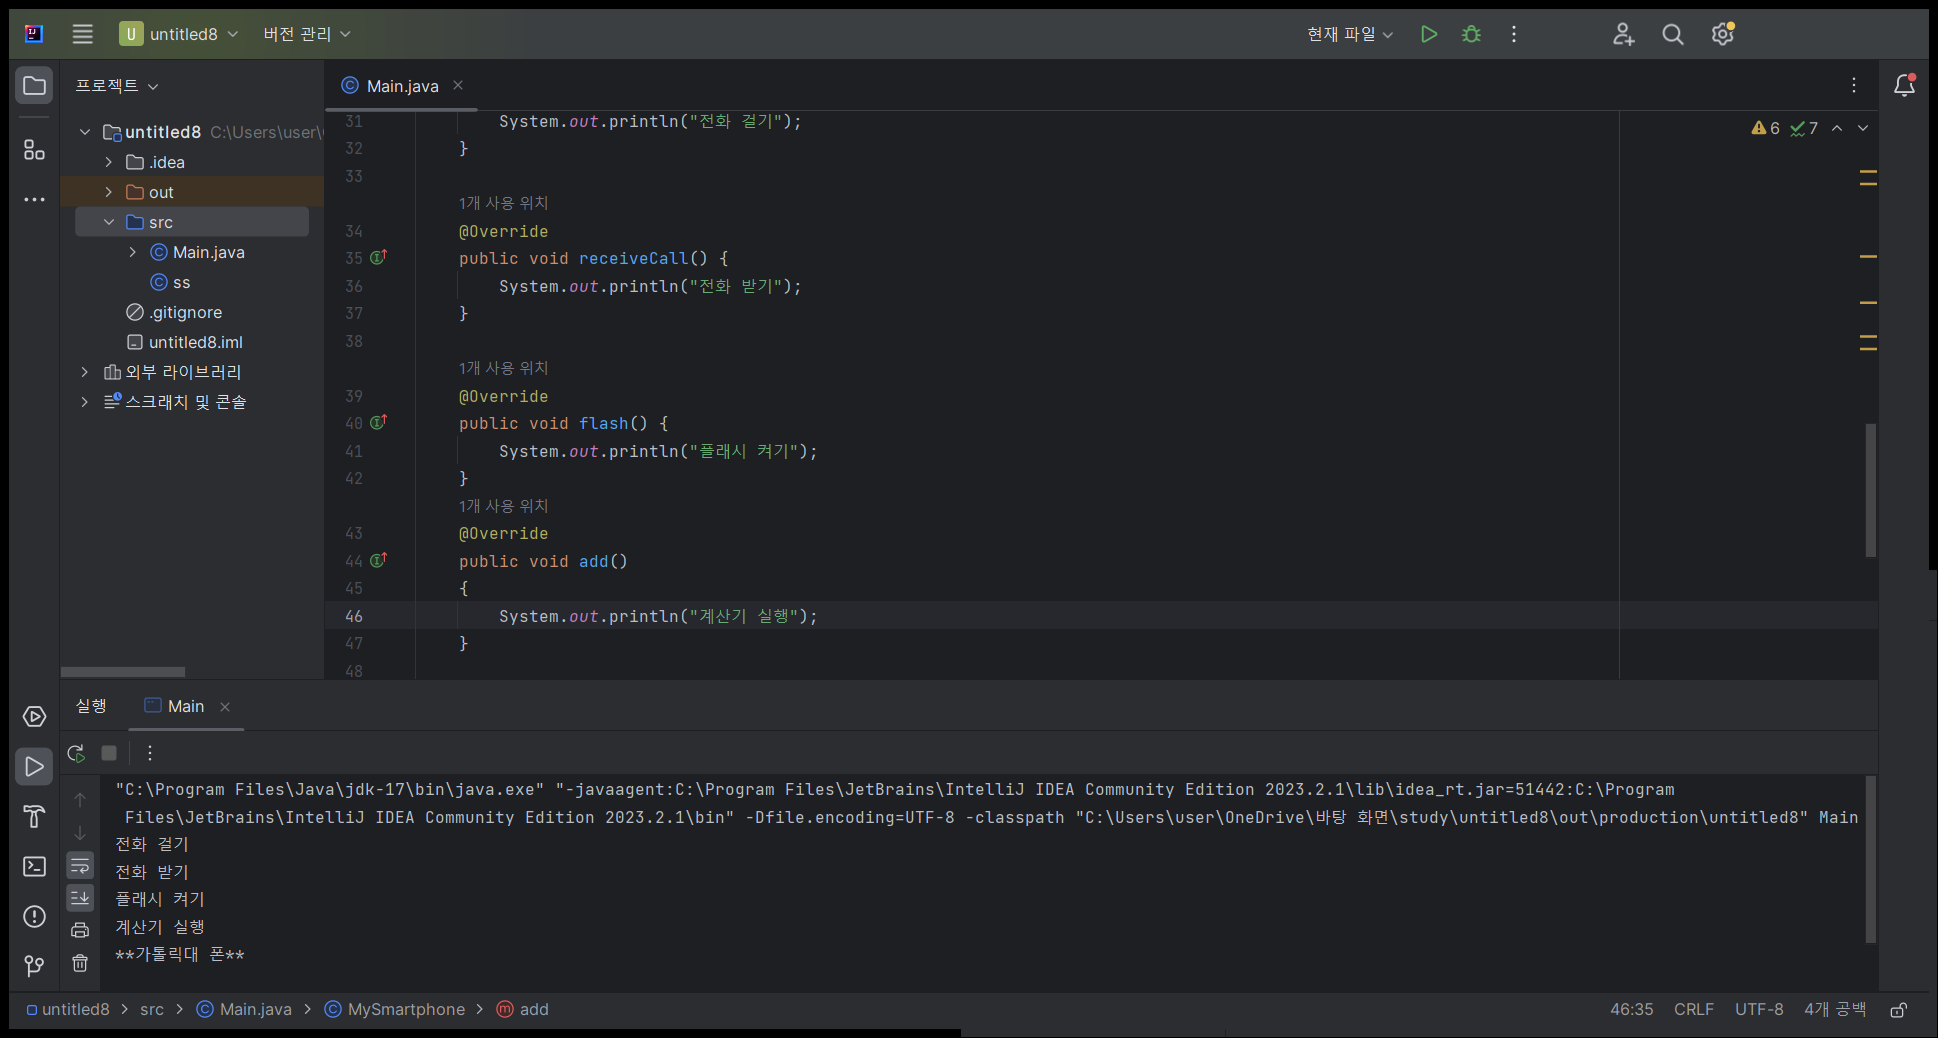 U untitled8 버전 관리 현재 파일
프로젝트
Main.java
untitled8 C:\Users\user\
.idea
out
src
Main.java
ss
.gitignore
untitled8.iml
외부 라이브러리
스크래치 및 콘솔
6 7
31 System.out.println("전화 걸기");
32 }
33
1개 사용 위치
34 @Override
35 public void receiveCall() {
36 System.out.println("전화 받기");
37 }
38
1개 사용 위치
39 @Override
40 public void flash() {
41 System.out.println("플래시 켜기");
42 }
1개 사용 위치
43 @Override
44 public void add()
45 {
46 System.out.println("계산기 실행");
47 }
48
실행 Main
"C:\Program Files\Java\jdk-17\bin\java.exe" "-javaagent:C:\Program Files\JetBrains\IntelliJ IDEA Community Edition 2023.2.1\lib\idea_rt.jar=51442:C:\Program
Files\JetBrains\IntelliJ IDEA Community Edition 2023.2.1\bin" -Dfile.encoding=UTF-8 -classpath "C:\Users\user\OneDrive\바탕 화면\study\untitled8\out\production\untitled8" Main
전화 걸기
전화 받기
플래시 켜기
계산기 실행
**가톨릭대 폰**
untitled8 > src > Main.java > MySmartphone > add 46:35 CRLF UTF-8 4개 공백